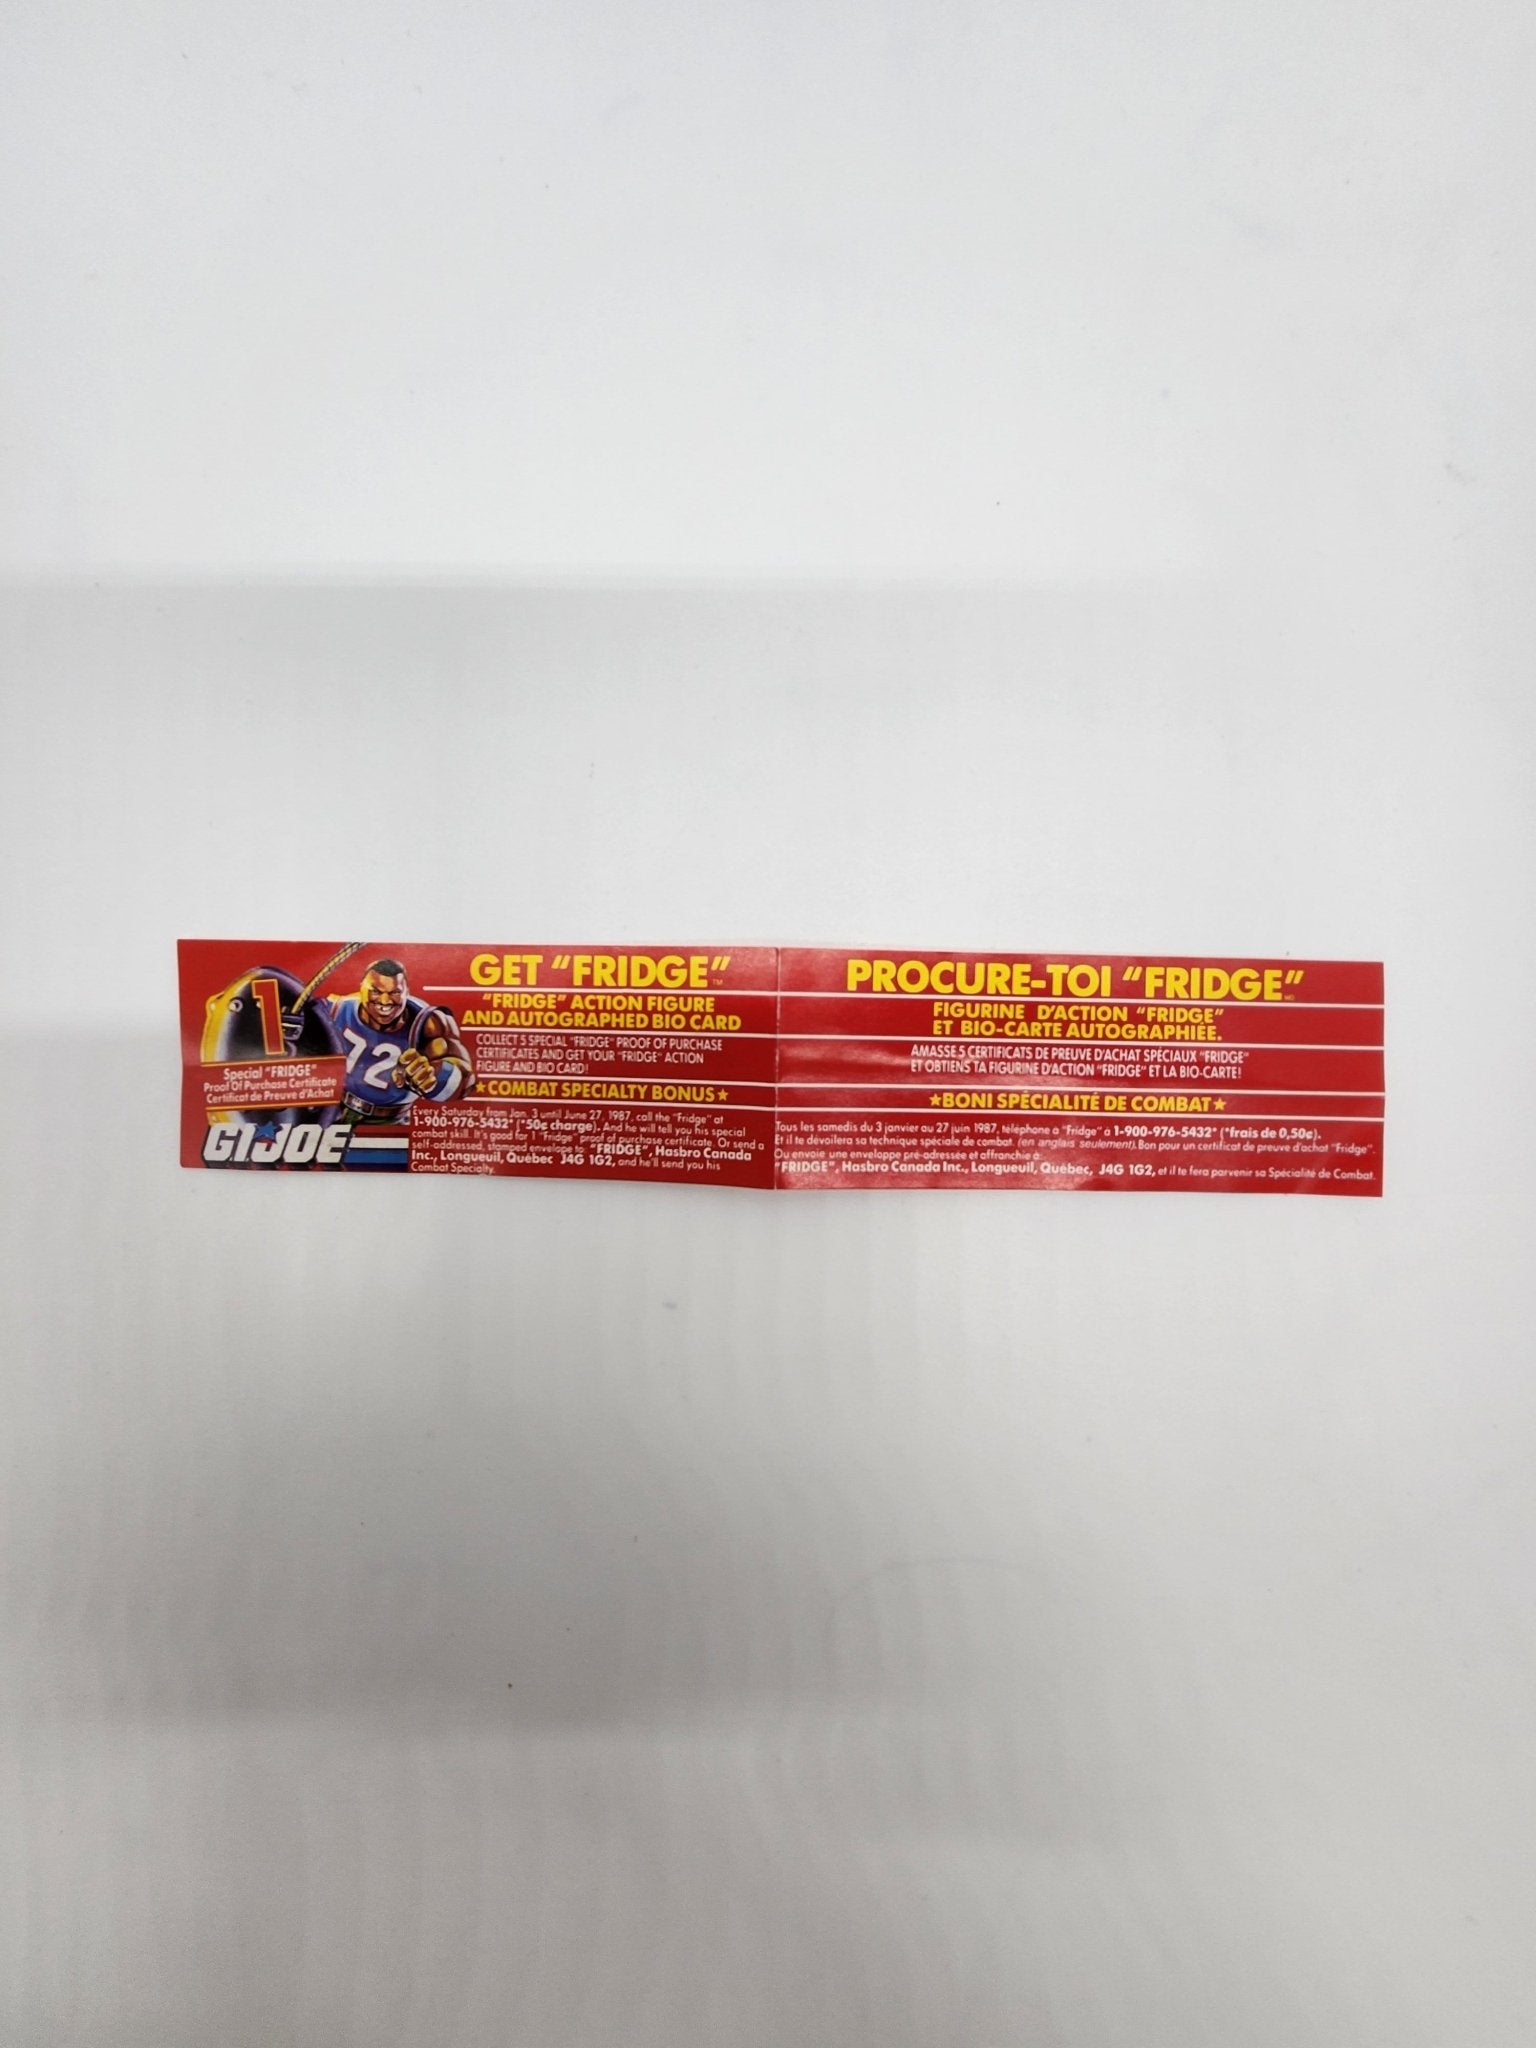 1
Special "FRIDGE"
Proof Of Purchase Certificate
Certificat de Preuve d'Achat
GI JOE
72
GET "FRIDGE"™
"FRIDGE" ACTION FIGURE
AND AUTOGRAPHED BIO CARD
COLLECT 5 SPECIAL "FRIDGE" PROOF OF PURCHASE
CERTIFICATES AND GET YOUR "FRIDGE" ACTION
FIGURE AND BIO CARD!
★COMBAT SPECIALTY BONUS★
Every Saturday from Jan. 3 until June 27, 1987, call the "Fridge" at
1-900-976-5432* (*50¢ charge). And he will tell you his special
combat skill. It's good for 1 "Fridge" proof of purchase certificate. Or send a
self-addressed, stamped envelope to: "FRIDGE", Hasbro Canada
Inc., Longueuil, Québec J4G 1G2, and he'll send you his
Combat Specialty.
PROCURE-TOI "FRIDGE" MD
FIGURINE D'ACTION "FRIDGE"
ET BIO-CARTE AUTOGRAPHIÉE.
AMASSE 5 CERTIFICATS DE PREUVE D'ACHAT SPÉCIAUX "FRIDGE"
ET OBTIENS TA FIGURINE D'ACTION "FRIDGE" ET LA BIO-CARTE!
★BONI SPÉCIALITÉ DE COMBAT★
Tous les samedis du 3 janvier au 27 juin 1987, téléphone à "Fridge" à 1-900-976-5432* (*frais de 0,50¢).
Et il te dévoilera sa technique spéciale de combat. (en anglais seulement). Bon pour un certificat de preuve d'achat "Fridge".
Ou envoie une enveloppe pré-adressée et affranchie à:
"FRIDGE", Hasbro Canada Inc., Longueuil, Québec, J4G 1G2, et il te fera parvenir sa Spécialité de Combat.